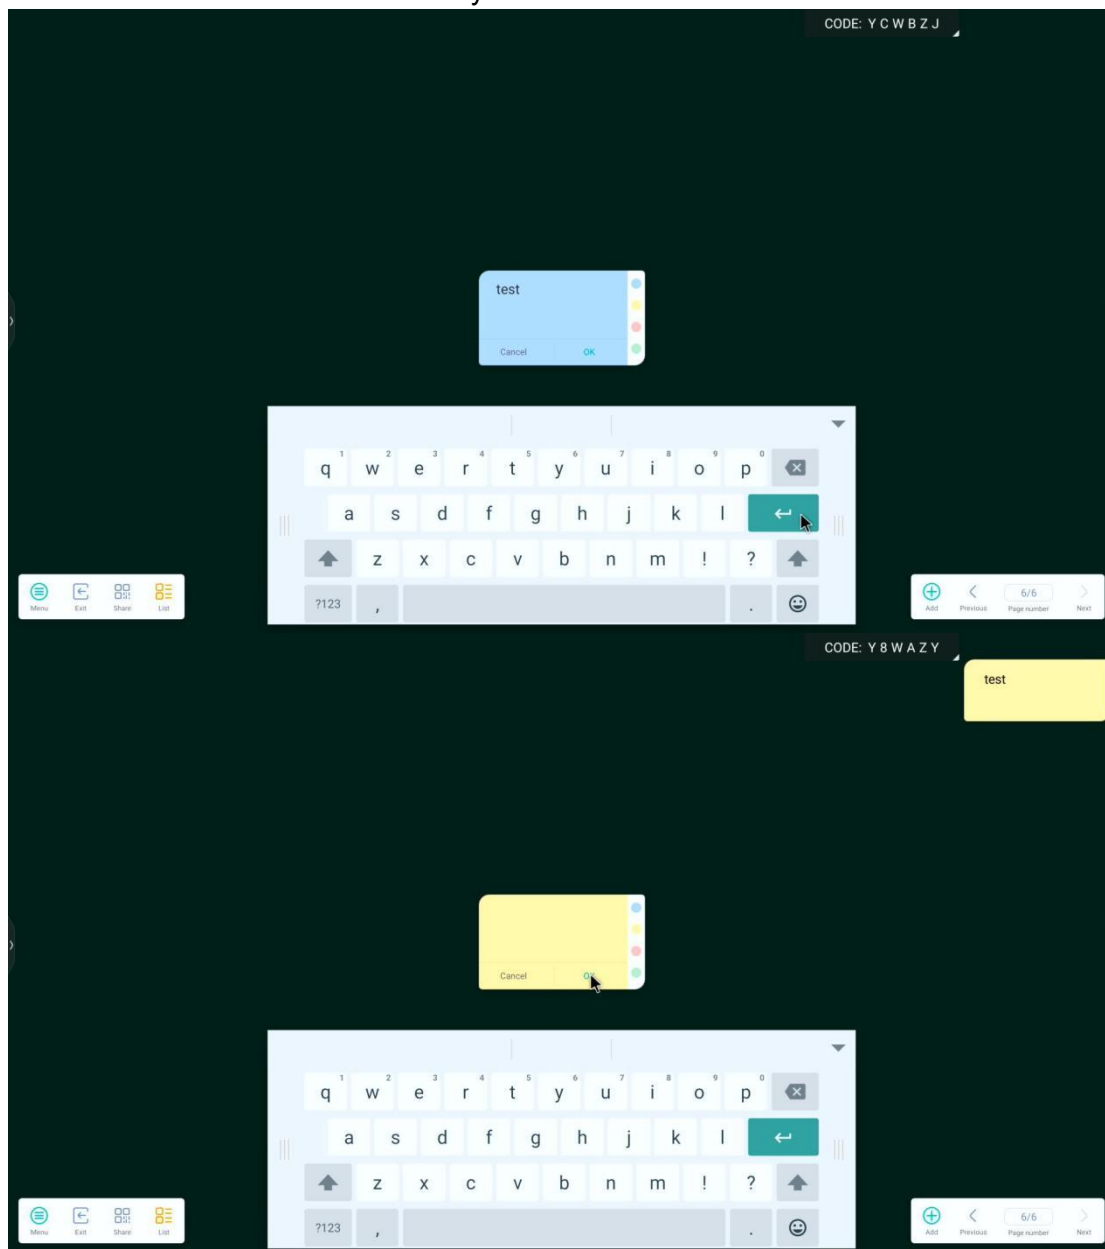 y
CODE: Y C W B Z J
test
Cancel OK
1 2 3 4 5 6 7 8 9 0
q w e r t y u i o p
a s d f g h j k l
z x c v b n m ! ?
?123 , .
Menu Exit Share List
6/6
Add Previous Page number Next
CODE: Y 8 W A Z Y
test
Cancel OK
1 2 3 4 5 6 7 8 9 0
q w e r t y u i o p
a s d f g h j k l
z x c v b n m ! ?
?123 , .
Menu Exit Share List
6/6
Add Previous Page number Next